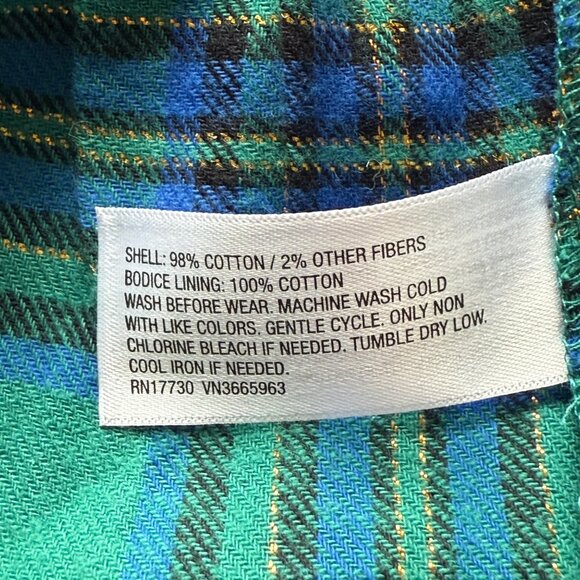 SHELL: 98% COTTON / 2% OTHER FIBERS
BODICE LINING: 100% COTTON
WASH BEFORE WEAR. MACHINE WASH COLD
WITH LIKE COLORS. GENTLE CYCLE. ONLY NON
CHLORINE BLEACH IF NEEDED. TUMBLE DRY LOW.
COOL IRON IF NEEDED.
RN17730 VN3665963